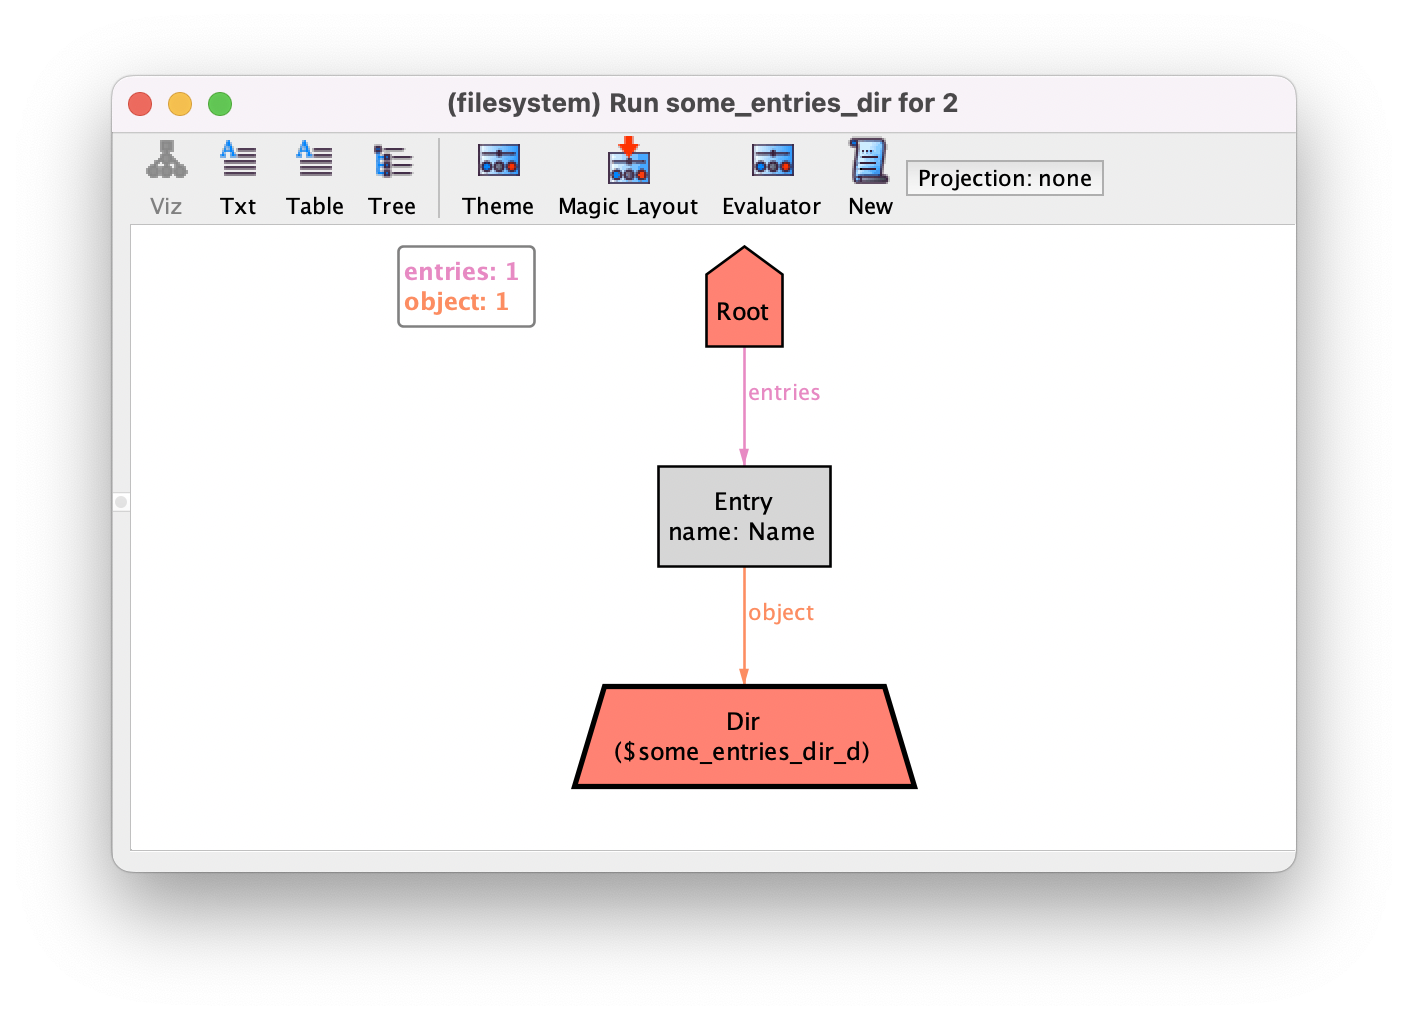 (filesystem) Run some_entries_dir for 2
Viz Txt Table Tree Theme Magic Layout Evaluator New Projection: none
entries: 1
object: 1
Root
entries
Entry
name: Name
object
Dir
($some_entries_dir_d)